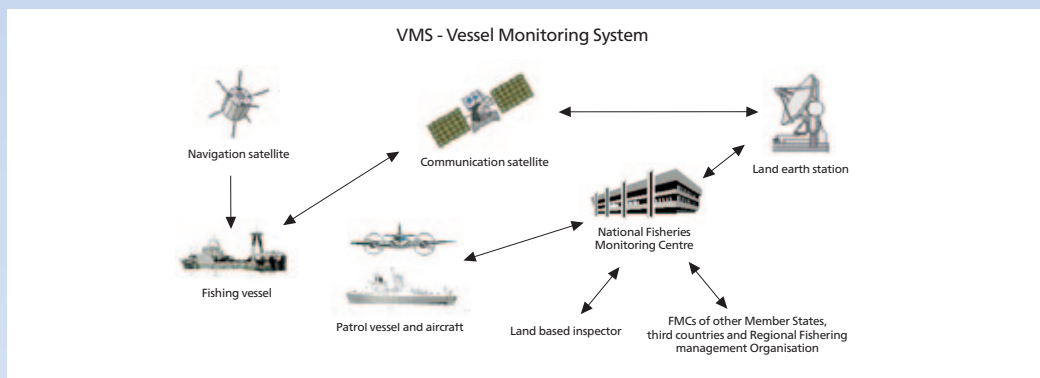 VMS - Vessel Monitoring System
Navigation satellite
Communication satellite
Land earth station
National Fisheries
Monitoring Centre
Fishing vessel
Patrol vessel and aircraft
Land based inspector
FMCs of other Member States,
third countries and Regional Fishering
management Organisation